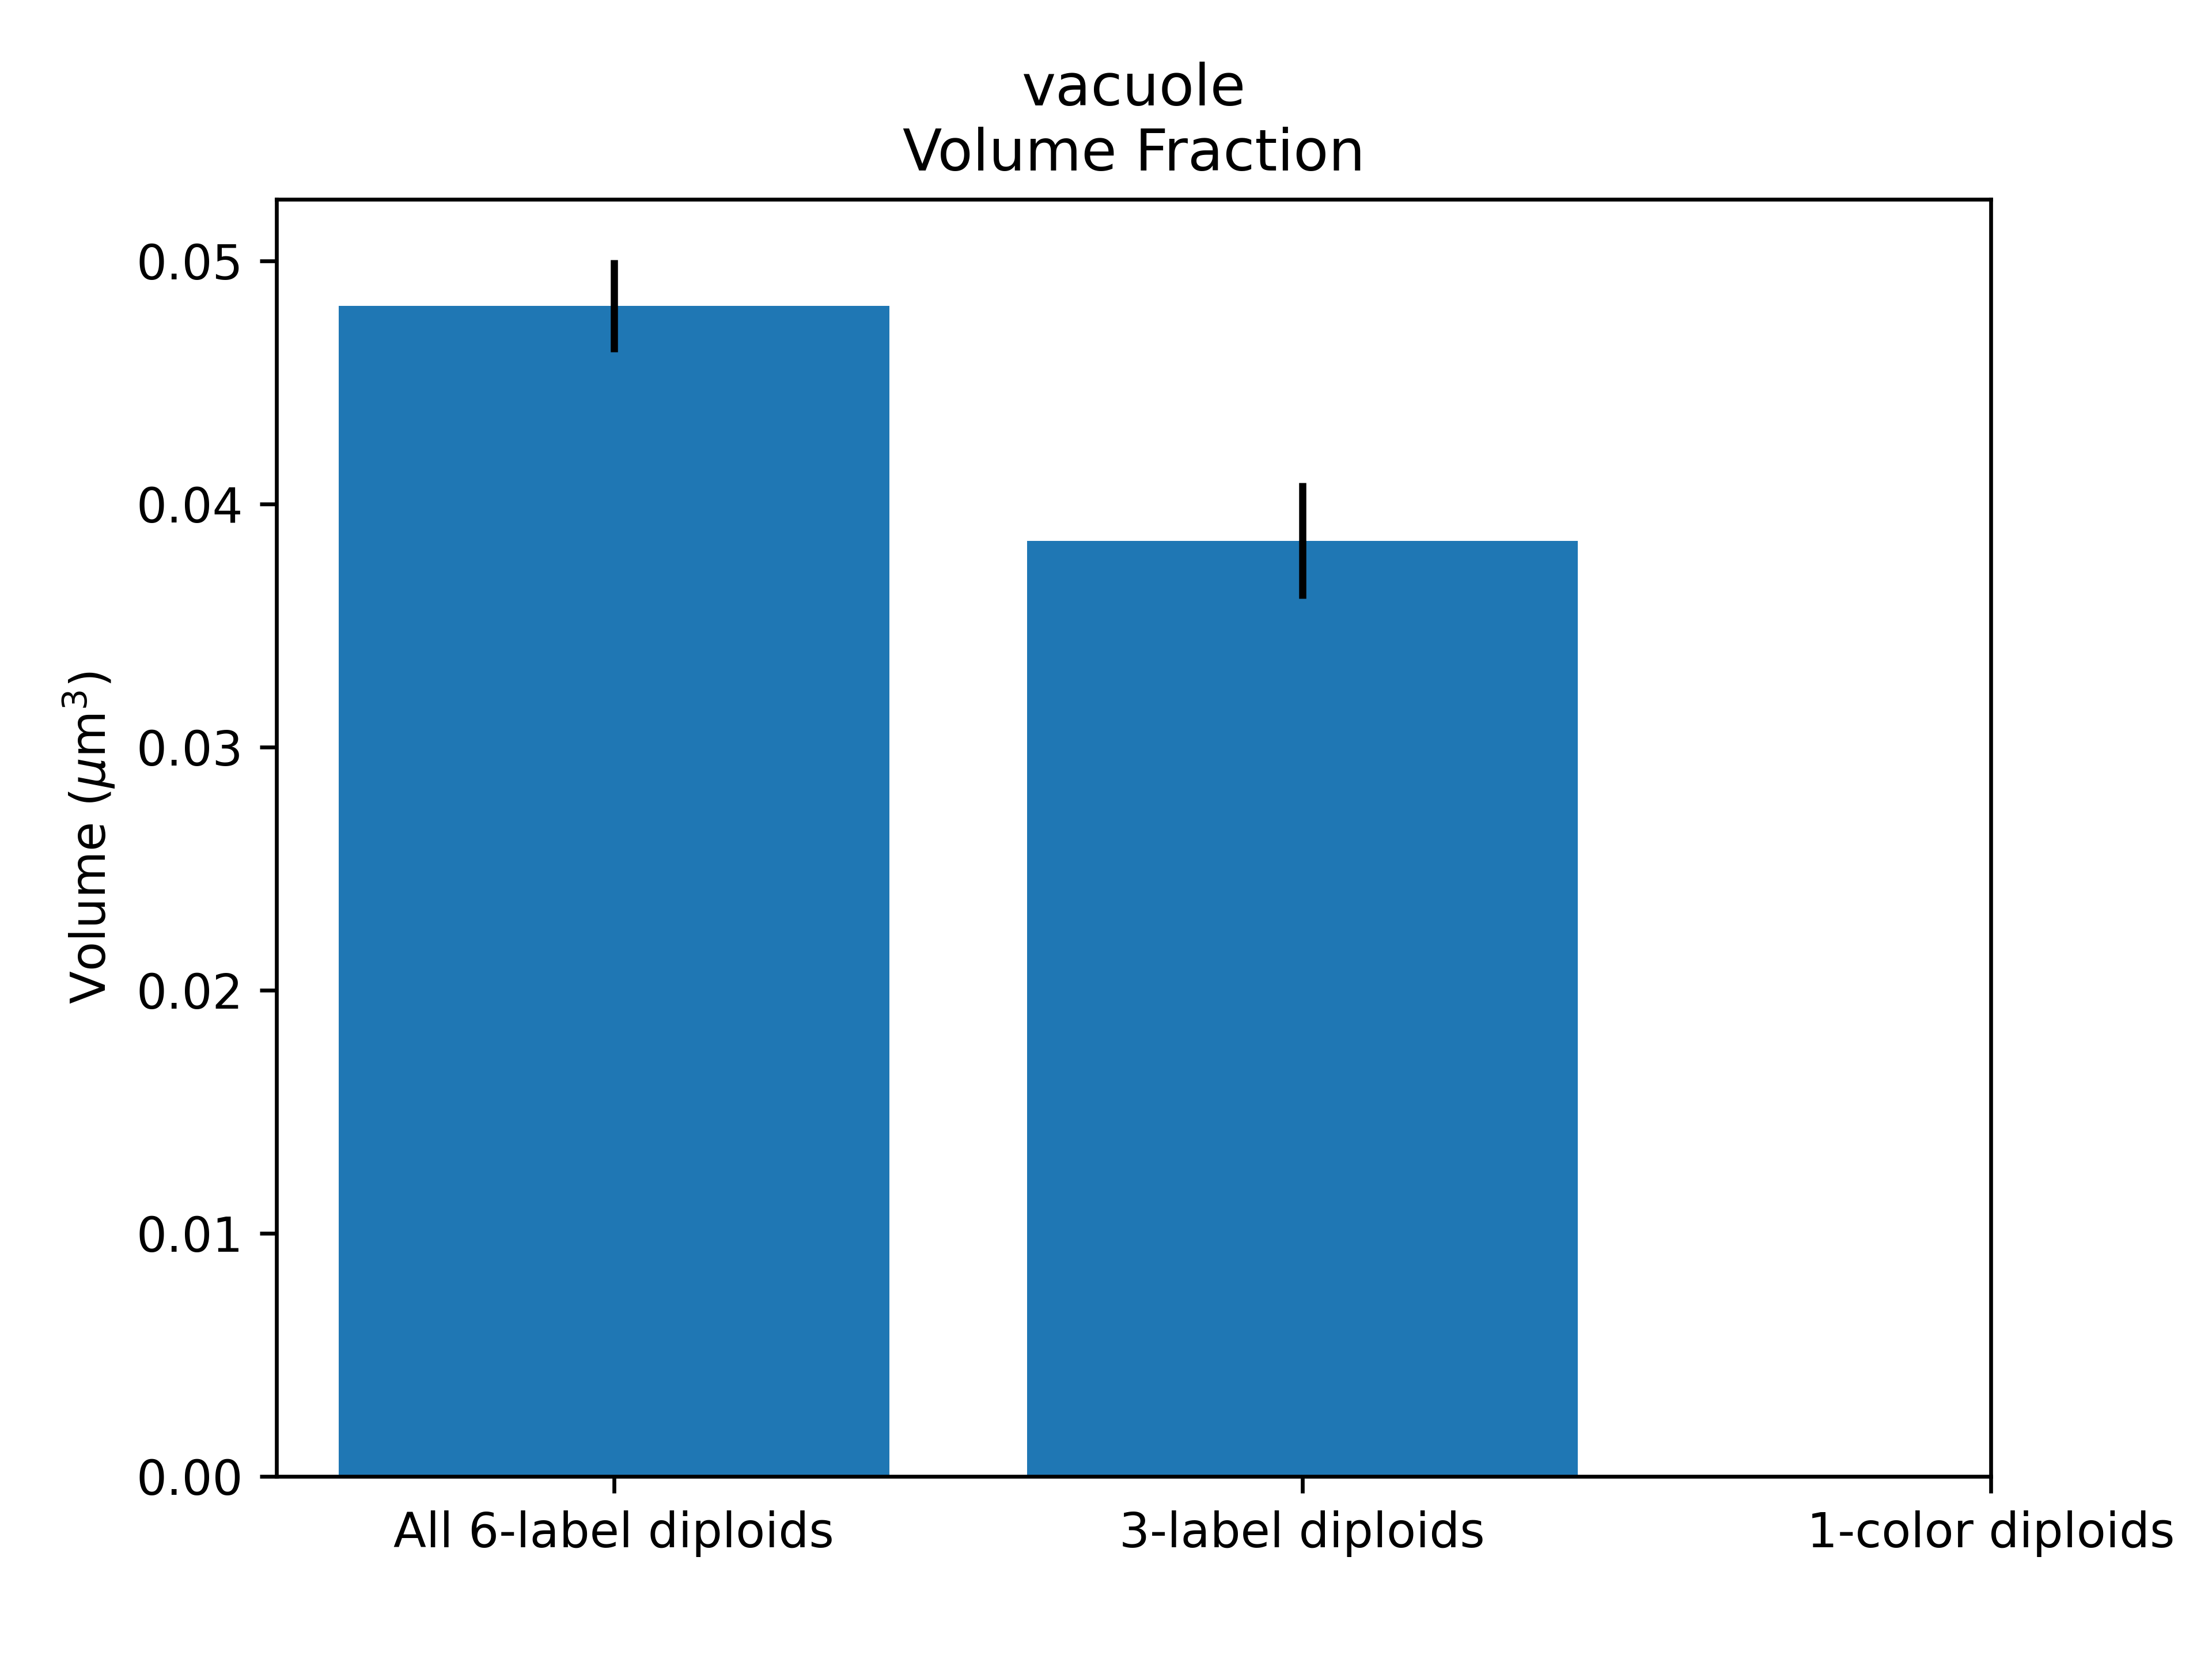 vacuole
Volume Fraction
Volume (μm³)
0.05
0.04
0.03
0.02
0.01
0.00
All 6-label diploids
3-label diploids
1-color diploids